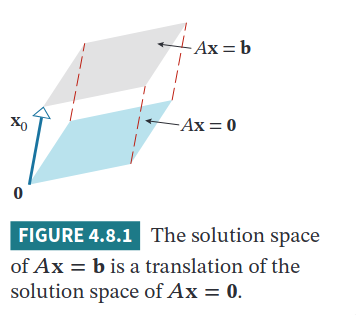 Ax = b
x₀
Ax = 0
0
FIGURE 4.8.1 The solution space
of Ax = b is a translation of the
solution space of Ax = 0.